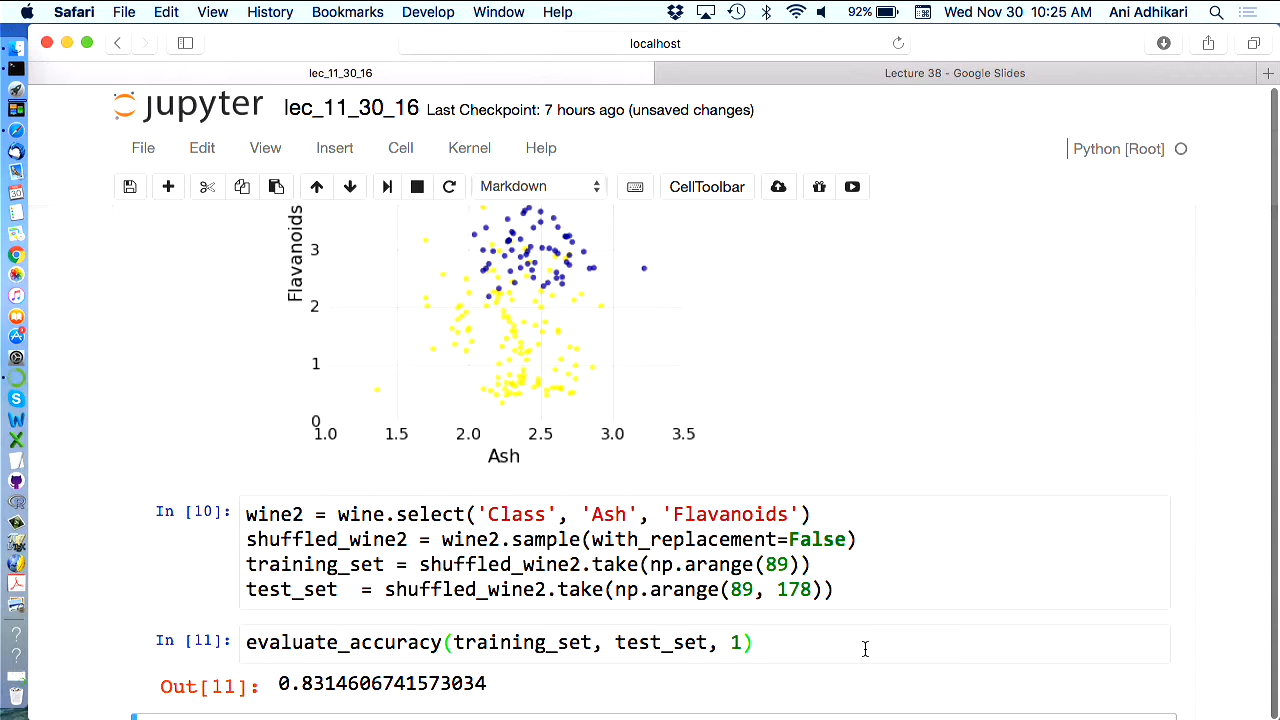 Safari File Edit View History Bookmarks Develop Window Help 92% Wed Nov 30 10:25 AM Ani Adhikari
localhost
lec_11_30_16 Lecture 38 - Google Slides
jupyter lec_11_30_16 Last Checkpoint: 7 hours ago (unsaved changes)
File Edit View Insert Cell Kernel Help Python [Root]
Markdown CellToolbar
Flavanoids
3
2
1
0
1.0 1.5 2.0 2.5 3.0 3.5
Ash
In [10]: wine2 = wine.select('Class', 'Ash', 'Flavanoids')
shuffled_wine2 = wine2.sample(with_replacement=False)
training_set = shuffled_wine2.take(np.arange(89))
test_set  = shuffled_wine2.take(np.arange(89, 178))
In [11]: evaluate_accuracy(training_set, test_set, 1)
Out[11]: 0.8314606741573034